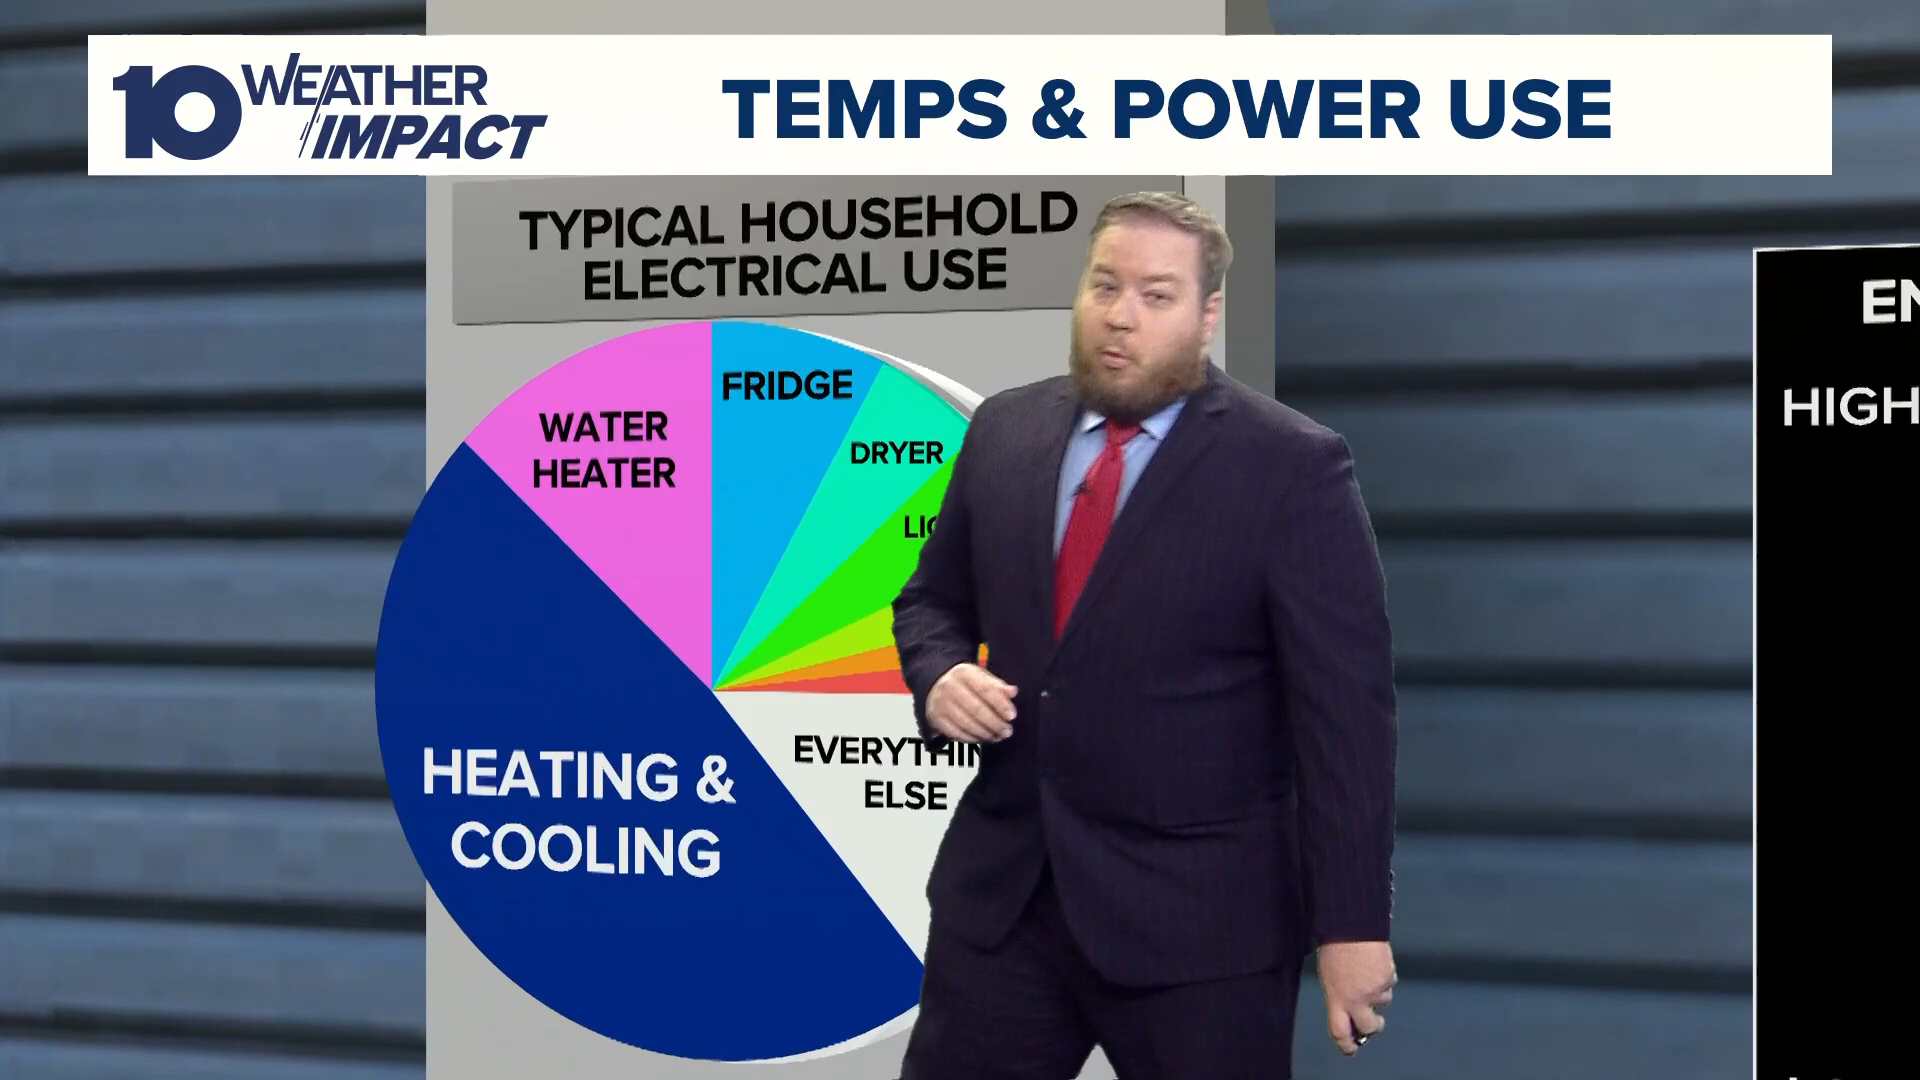 10 WEATHER
IMPACT
TEMPS & POWER USE
TYPICAL HOUSEHOLD
ELECTRICAL USE
WATER
HEATER
FRIDGE
DRYER
HEATING &
COOLING
ELSE
HIGH